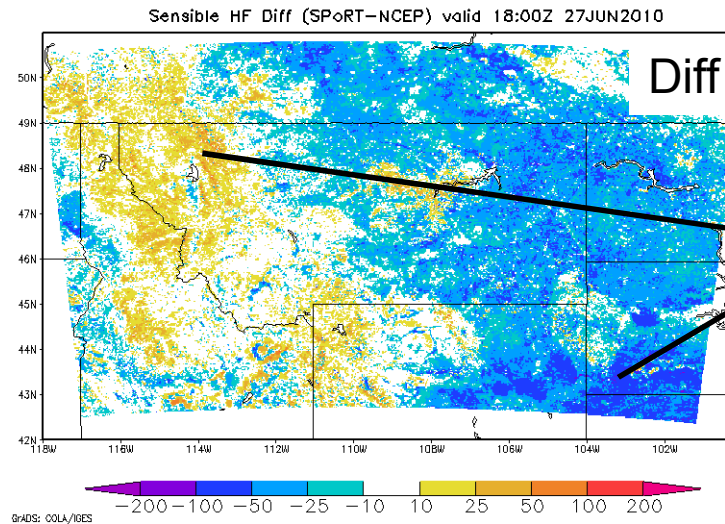 Sensible HF Diff (SPoRT-NCEP) valid 18:00Z 27JUN2010
Diff
50N
49N
48N
47N
46N
45N
44N
43N
42N
118W 116W 114W 112W 110W 108W 106W 104W 102W
-200 -100 -50 -25 -10 10 25 50 100 200
GrADS: COLA/IGES